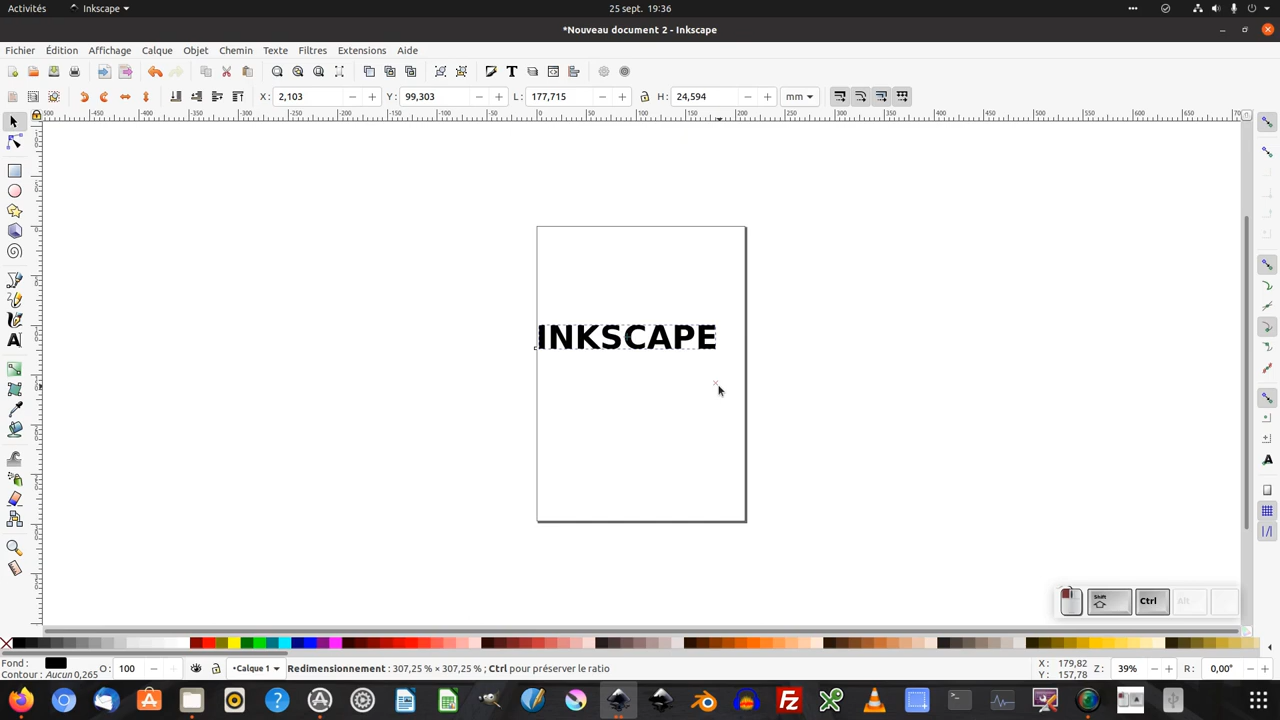 Activités
Inkscape
25 sept. 19:36
*Nouveau document 2 - Inkscape
Fichier Édition Affichage Calque Objet Chemin Texte Filtres Extensions Aide
X: 2,103 − + Y: 99,303 − + L: 177,715 − + H: 24,594 − + mm
INKSCAPE
Shift Ctrl Alt
Fond :
Contour : Aucun 0,265
O: 100 − +
•Calque 1
Redimensionnement : 307,25 % × 307,25 % ; Ctrl pour préserver le ratio
X: 179,82
Y: 157,78
Z: 39% − +
R: 0,00° − +